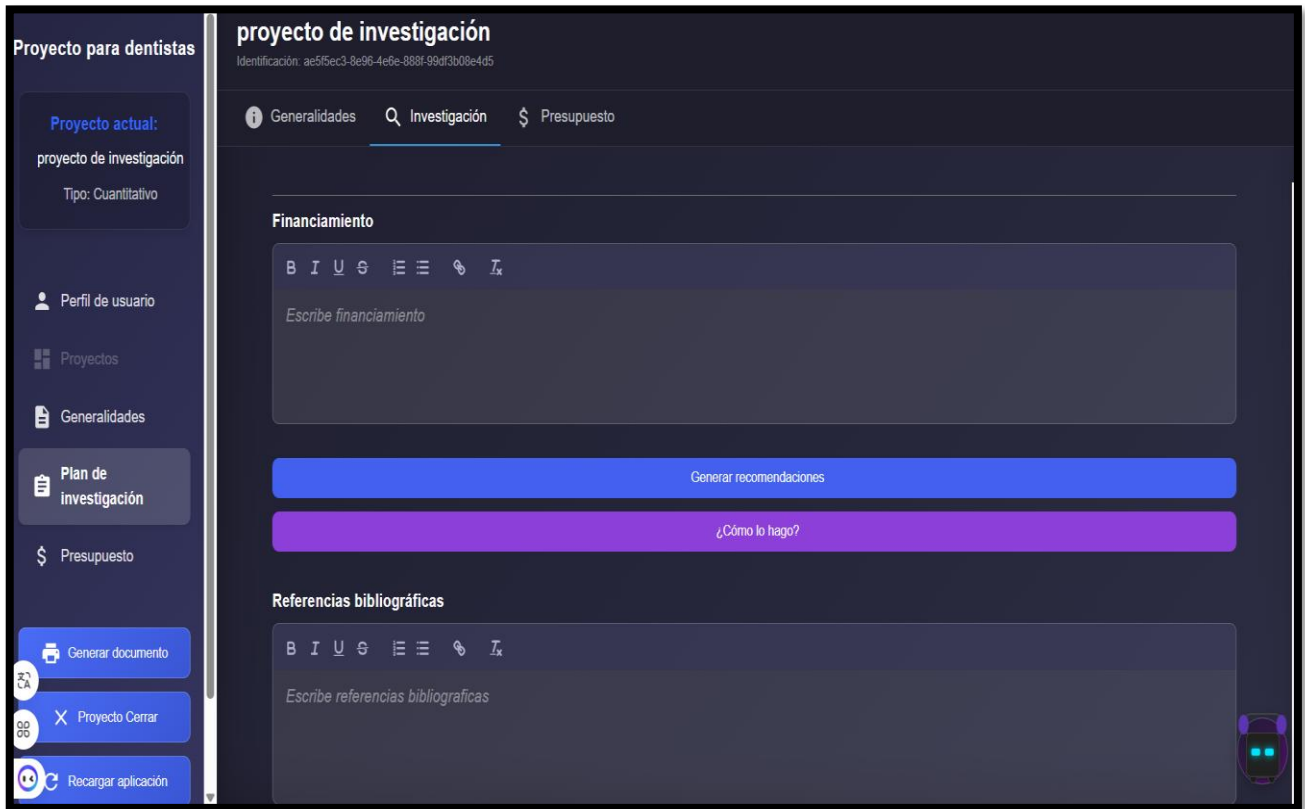 Proyecto para dentistas
Proyecto actual:
proyecto de investigación
Tipo: Cuantitativo
Perfil de usuario
Proyectos
Generalidades
Plan de
investigación
$ Presupuesto
Generar documento
X Proyecto Cerrar
Recargar aplicación
proyecto de investigación
Identificación: ae5f5ec3-8e96-4e6e-888f-99df3b08e4d5
Generalidades Investigación $ Presupuesto
Financiamiento
B I U S
Escribe financiamiento
Generar recomendaciones
¿Cómo lo hago?
Referencias bibliográficas
B I U S
Escribe referencias bibliograficas